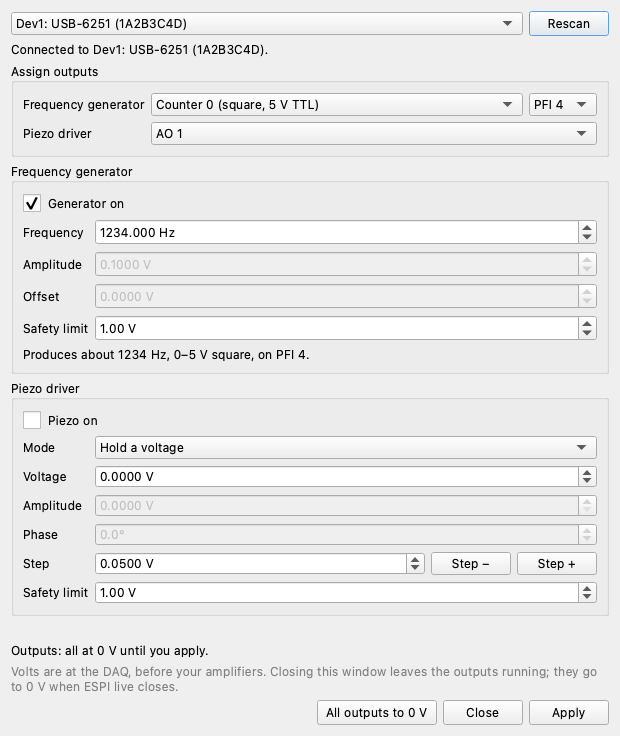 Dev1: USB-6251 (1A2B3C4D)
Rescan
Connected to Dev1: USB-6251 (1A2B3C4D).
Assign outputs
Frequency generator
Counter 0 (square, 5 V TTL)
PFI 4
Piezo driver
AO 1
Frequency generator
Generator on
Frequency
1234.000 Hz
Amplitude
0.1000 V
Offset
0.0000 V
Safety limit
1.00 V
Produces about 1234 Hz, 0–5 V square, on PFI 4.
Piezo driver
Piezo on
Mode
Hold a voltage
Voltage
0.0000 V
Amplitude
0.0000 V
Phase
0.0°
Step
0.0500 V
Step −
Step +
Safety limit
1.00 V
Outputs: all at 0 V until you apply.
Volts are at the DAQ, before your amplifiers. Closing this window leaves the outputs running; they go
to 0 V when ESPI live closes.
All outputs to 0 V
Close
Apply